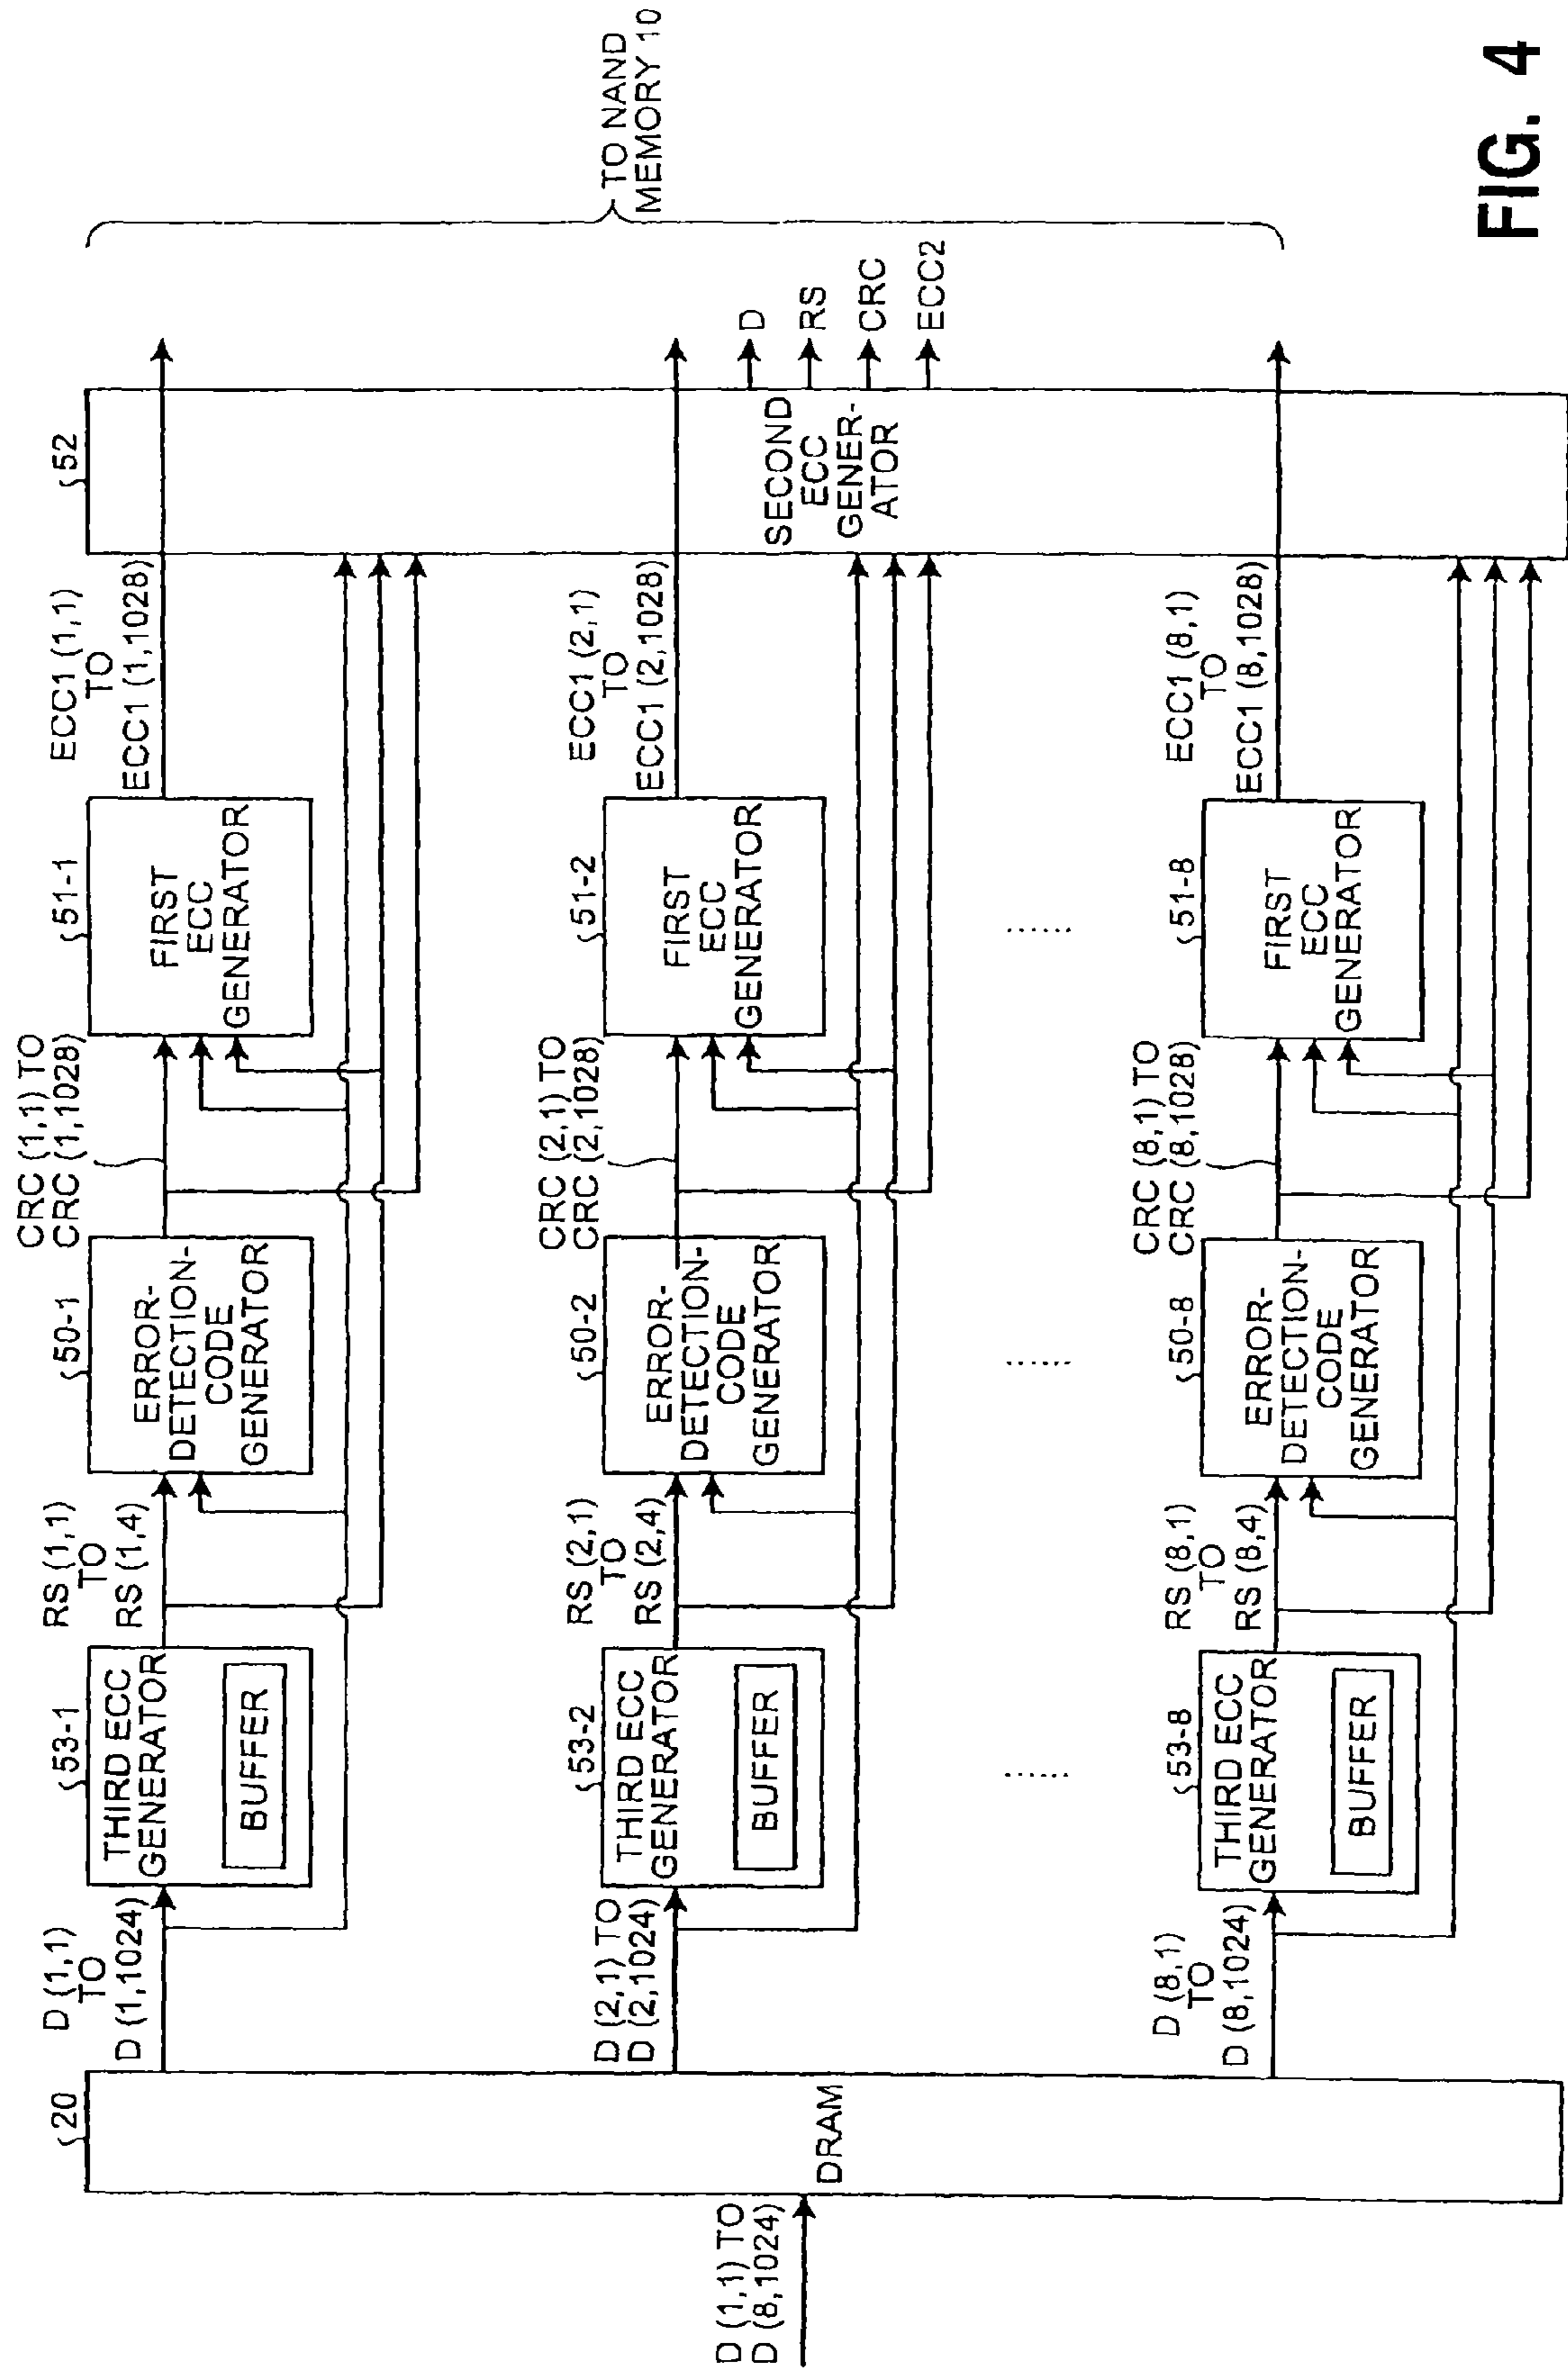 D (1,1) TO
D (8,1024)
20
DRAM
D (1,1)
TO
D (1,1024)
53-1
THIRD ECC
GENERATOR
BUFFER
RS (1,1)
TO
RS (1,4)
50-1
ERROR-
DETECTION-
CODE
GENERATOR
CRC (1,1) TO
CRC (1,1028)
51-1
FIRST
ECC
GENERATOR
ECC1 (1,1)
TO
ECC1 (1,1028)
D (2,1) TO
D (2,1024)
53-2
THIRD ECC
GENERATOR
BUFFER
RS (2,1)
TO
RS (2,4)
50-2
ERROR-
DETECTION-
CODE
GENERATOR
CRC (2,1) TO
CRC (2,1028)
51-2
FIRST
ECC
GENERATOR
ECC1 (2,1)
TO
ECC1 (2,1028)
......
......
......
D (8,1)
TO
D (8,1024)
53-8
THIRD ECC
GENERATOR
BUFFER
RS (8,1)
TO
RS (8,4)
50-8
ERROR-
DETECTION-
CODE
GENERATOR
CRC (8,1) TO
CRC (8,1028)
51-8
FIRST
ECC
GENERATOR
ECC1 (8,1)
TO
ECC1 (8,1028)
52
SECOND
ECC
GENER-
ATOR
D
RS
CRC
ECC2
TO NAND
MEMORY 10
FIG. 4